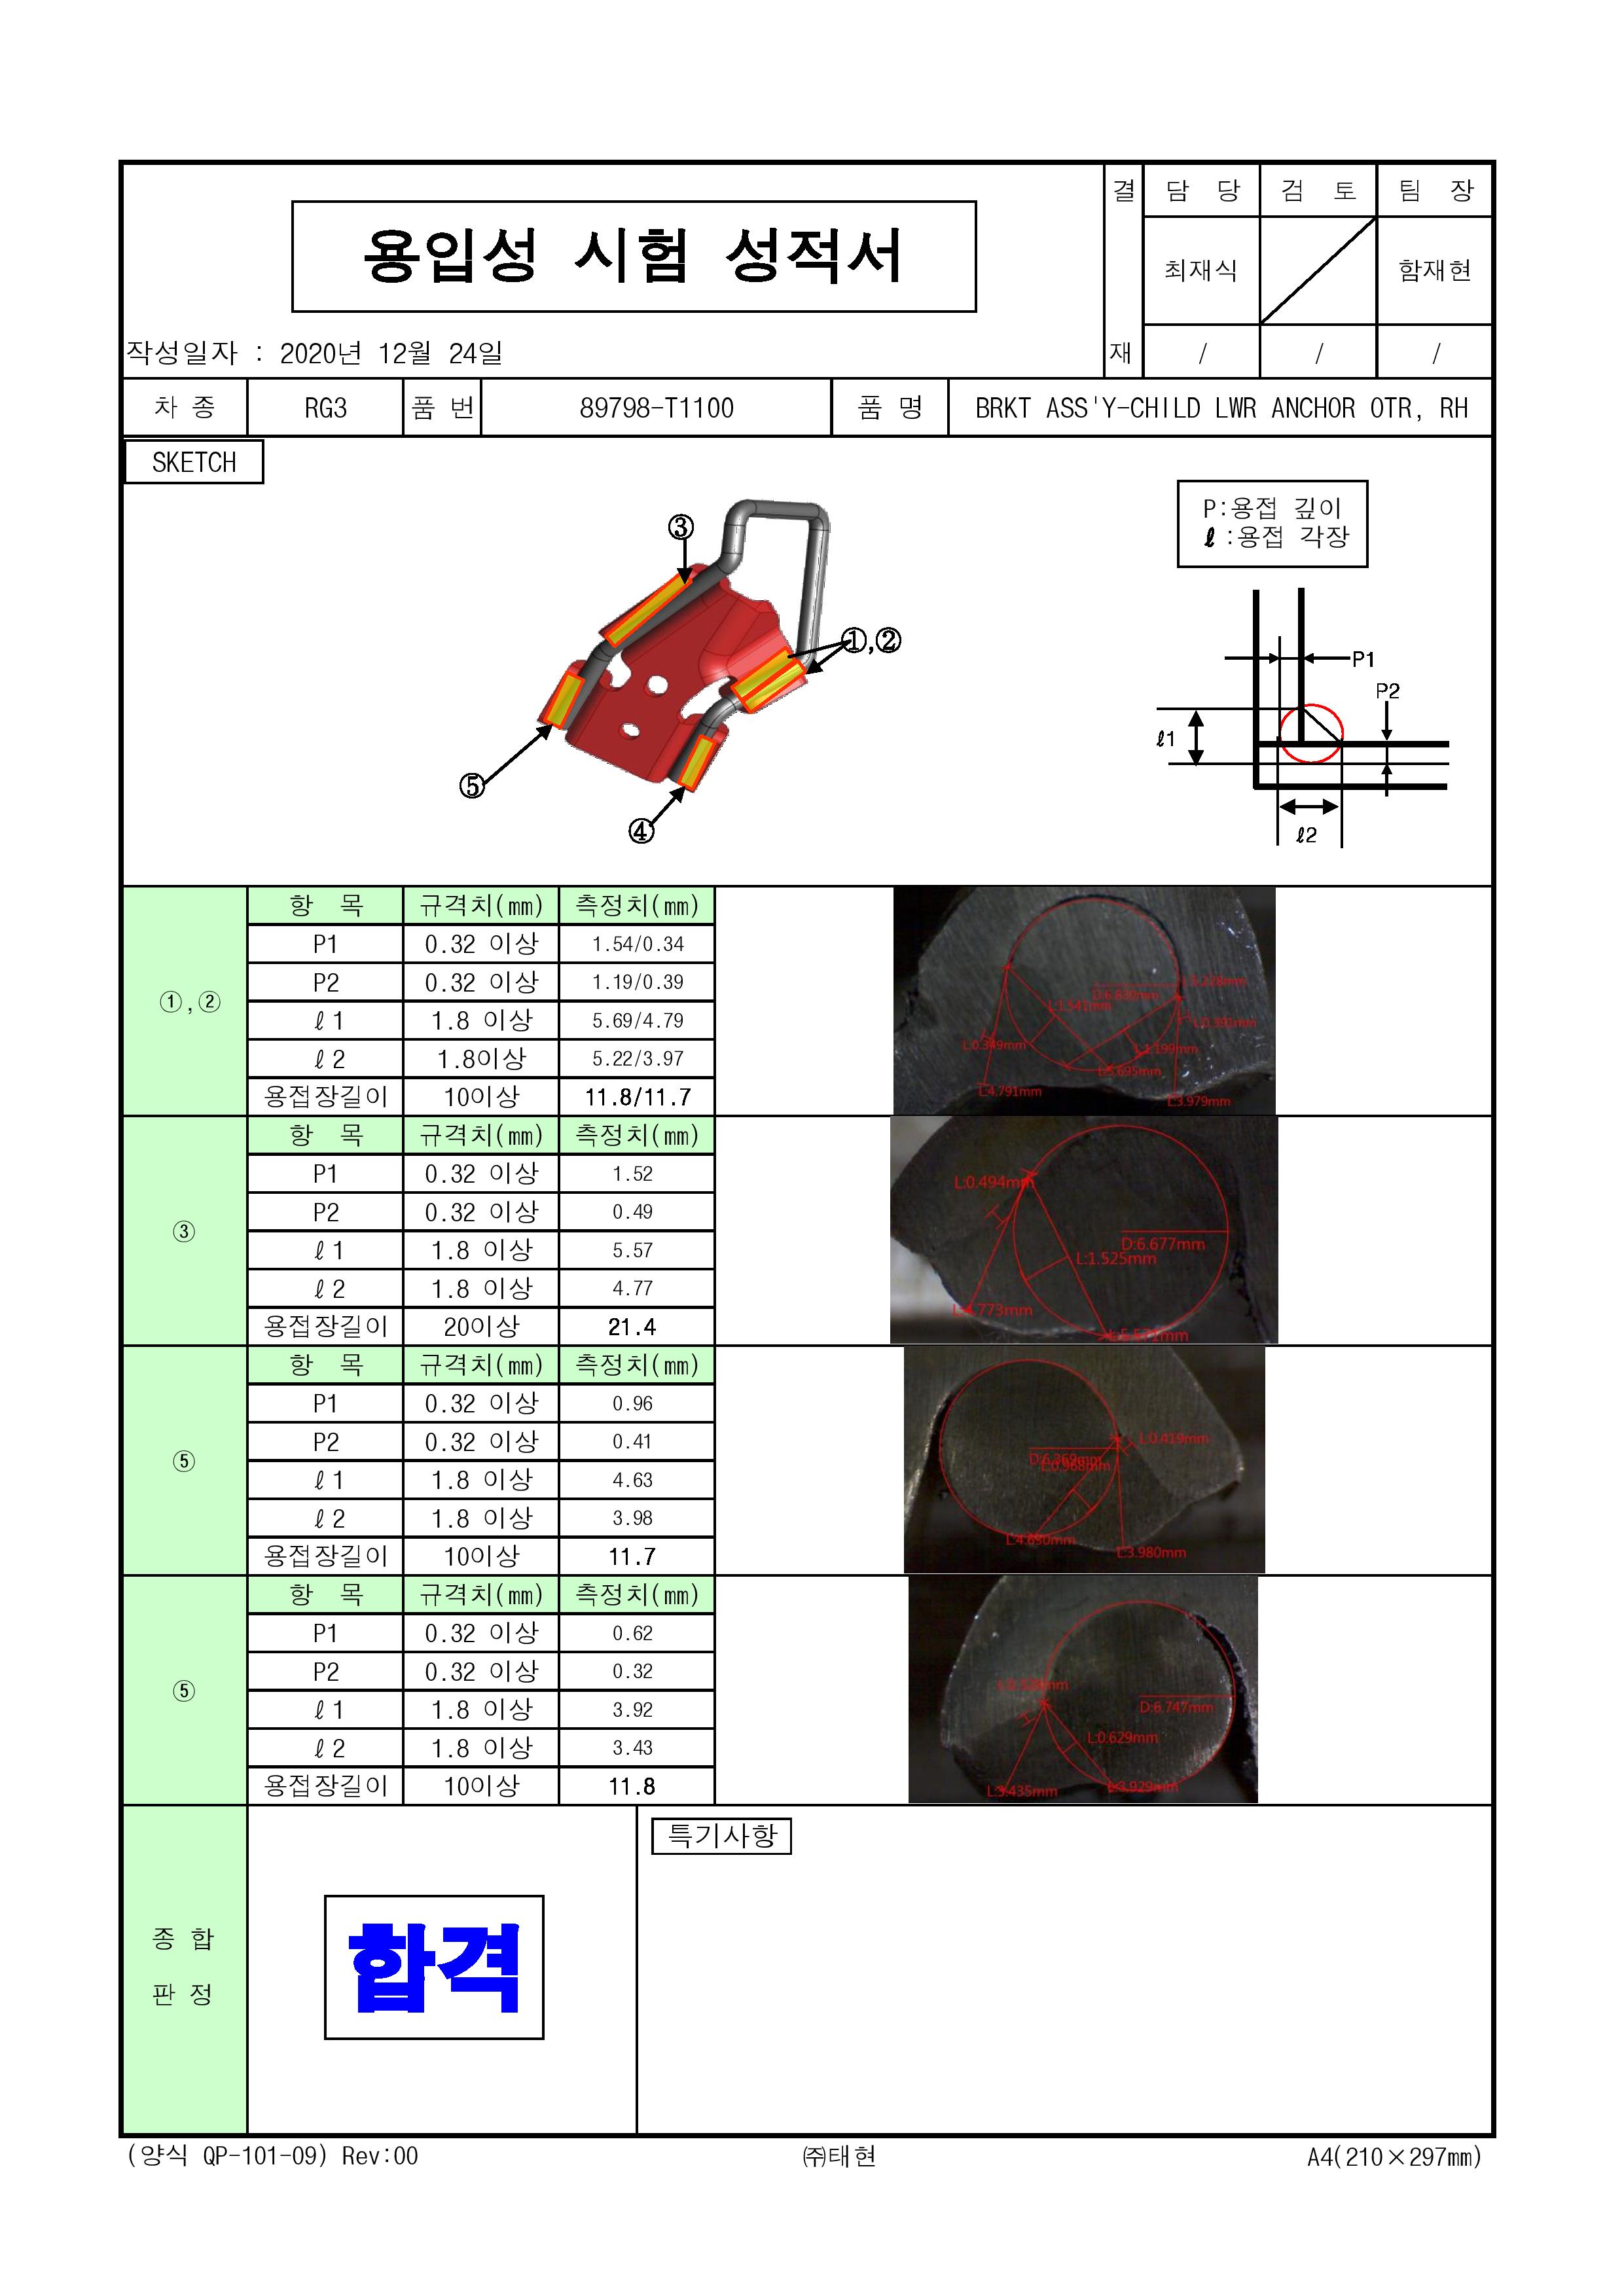 용입성 시험 성적서
결 담 당 검 토 팀 장
최재식 함재현
작성일자 : 2020년 12월 24일
재 / / /
차 종 RG3 품 번 89798-T1100 품 명 BRKT ASS'Y-CHILD LWR ANCHOR OTR, RH
SKETCH
P:용접 깊이
ℓ :용접 각장
③
①,②
⑤
④
P1
P2
ℓ1
ℓ2
①,②
항 목 규격치(㎜) 측정치(㎜)
P1 0.32 이상 1.54/0.34
P2 0.32 이상 1.19/0.39
ℓ1 1.8 이상 5.69/4.79
ℓ2 1.8이상 5.22/3.97
용접장길이 10이상 11.8/11.7
L:1.541mm
L:0.349mm
L:1.199mm
L:5.695mm
L:4.791mm
L:3.979mm
③
항 목 규격치(㎜) 측정치(㎜)
P1 0.32 이상 1.52
P2 0.32 이상 0.49
ℓ1 1.8 이상 5.57
ℓ2 1.8 이상 4.77
용접장길이 20이상 21.4
L:0.494mm
D:6.677mm
L:1.525mm
L:4.773mm
L:5.571mm
⑤
항 목 규격치(㎜) 측정치(㎜)
P1 0.32 이상 0.96
P2 0.32 이상 0.41
ℓ1 1.8 이상 4.63
ℓ2 1.8 이상 3.98
용접장길이 10이상 11.7
L:0.419mm
L:0.968mm
L:3.980mm
⑤
항 목 규격치(㎜) 측정치(㎜)
P1 0.32 이상 0.62
P2 0.32 이상 0.32
ℓ1 1.8 이상 3.92
ℓ2 1.8 이상 3.43
용접장길이 10이상 11.8
D:6.747mm
L:0.629mm
L:3.435mm
L:3.929mm
종 합
판 정
합격
특기사항
(양식 QP-101-09) Rev:00 ㈜태현 A4(210×297㎜)